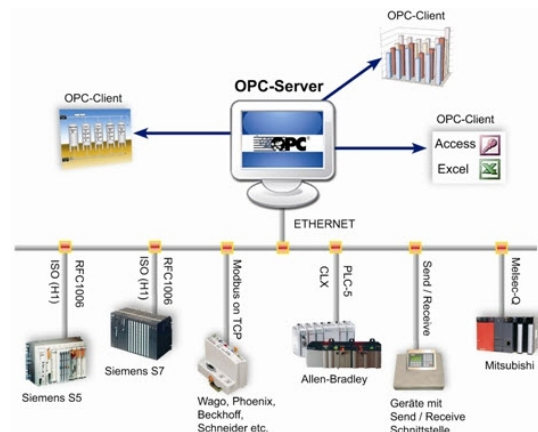 OPC-Client
OPC-Server
OPC-Client
OPC-Client
OPC
Access
Excel
ETHERNET
RFC1006
ISO (H1)
RFC1006
ISO (H1)
Modbus on TCP
PLC-5
CLX
Send / Receive
Melsec-Q
Siemens S5
Siemens S7
Wago, Phoenix,
Beckhoff,
Schneider etc.
Allen-Bradley
Geräte mit
Send / Receive
Schnittstelle
Mitsubishi